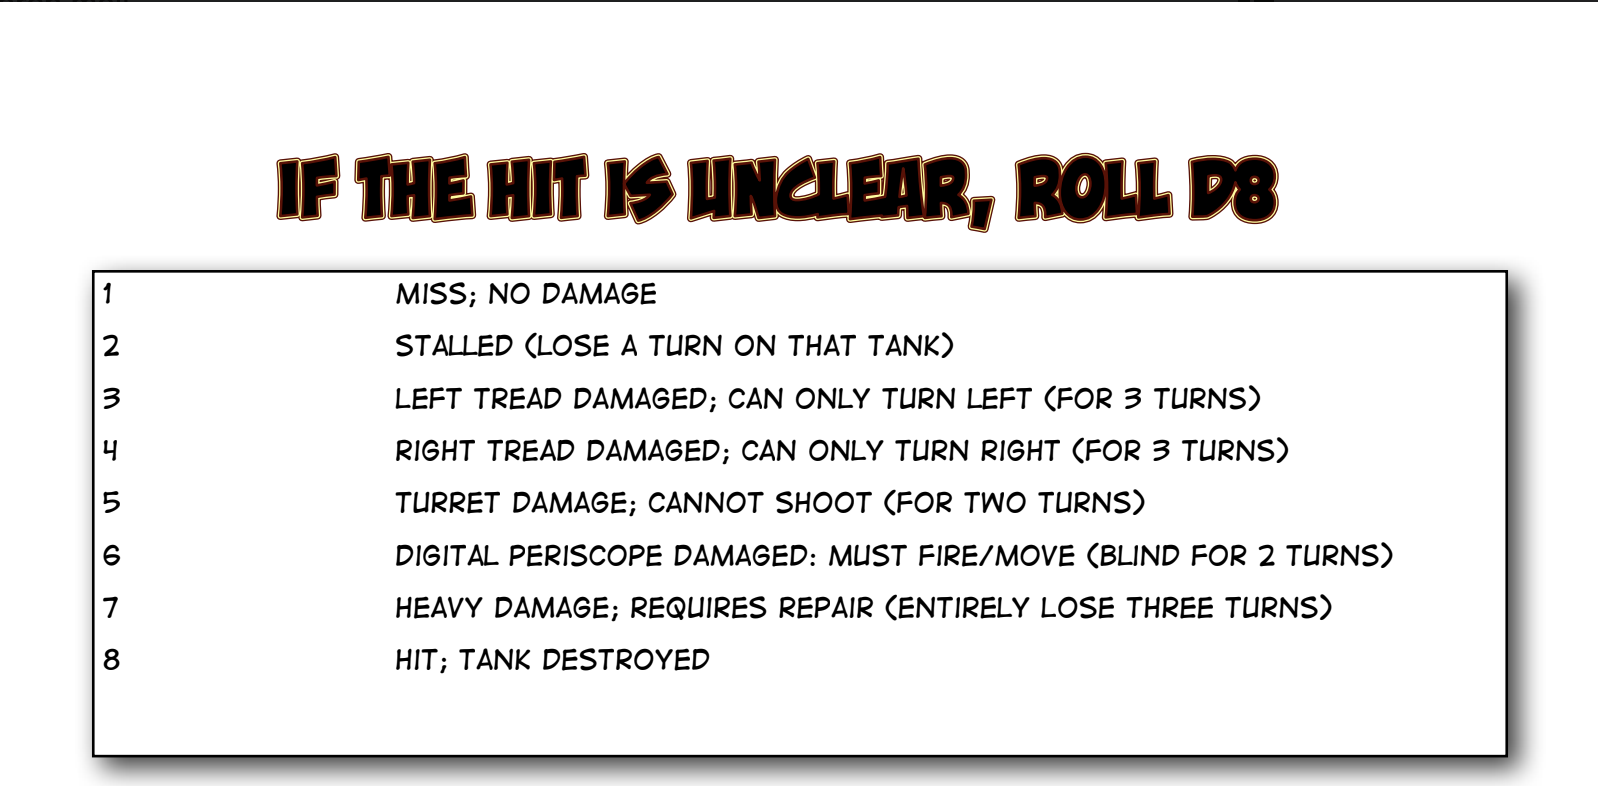 IF THE HIT IS UNCLEAR, ROLL D8
1 MISS; NO DAMAGE
2 STALLED (LOSE A TURN ON THAT TANK)
3 LEFT TREAD DAMAGED; CAN ONLY TURN LEFT (FOR 3 TURNS)
4 RIGHT TREAD DAMAGED; CAN ONLY TURN RIGHT (FOR 3 TURNS)
5 TURRET DAMAGE; CANNOT SHOOT (FOR TWO TURNS)
6 DIGITAL PERISCOPE DAMAGED: MUST FIRE/MOVE (BLIND FOR 2 TURNS)
7 HEAVY DAMAGE; REQUIRES REPAIR (ENTIRELY LOSE THREE TURNS)
8 HIT; TANK DESTROYED